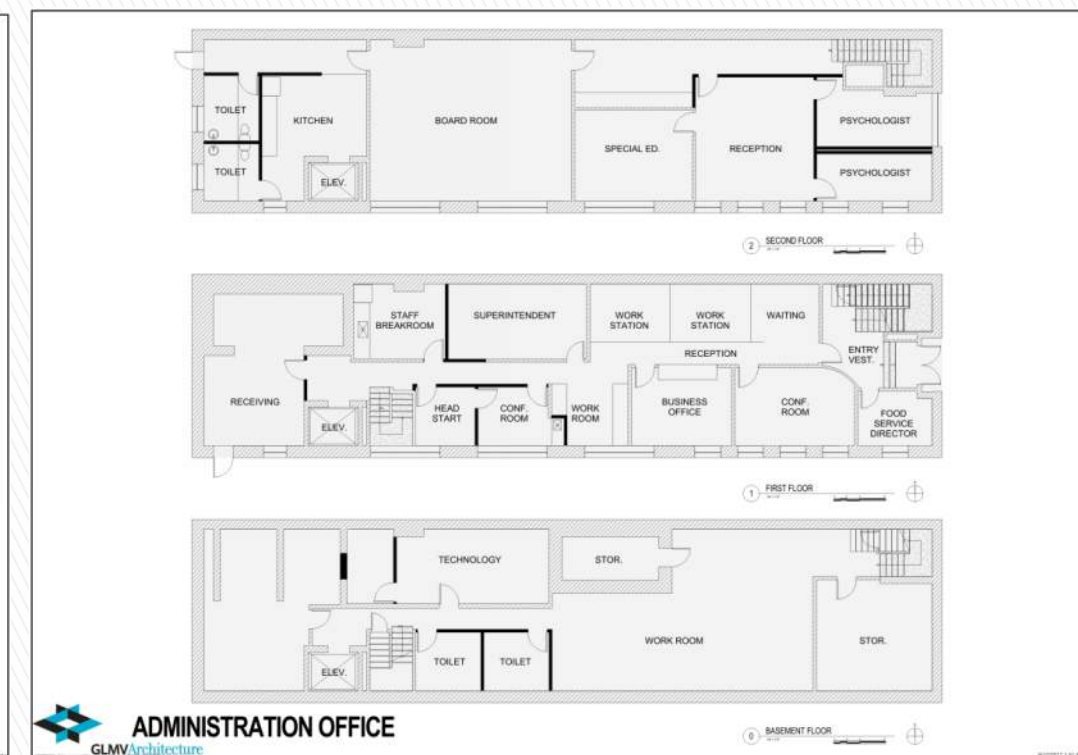 TOILET
KITCHEN
TOILET
ELEV.
BOARD ROOM
SPECIAL ED.
RECEPTION
PSYCHOLOGIST
PSYCHOLOGIST
2 SECOND FLOOR
STAFF
BREAKROOM
SUPERINTENDENT
WORK
STATION
WORK
STATION
WAITING
RECEPTION
ENTRY
VEST.
RECEIVING
ELEV.
HEAD
START
CONF.
ROOM
WORK
ROOM
BUSINESS
OFFICE
CONF.
ROOM
FOOD
SERVICE
DIRECTOR
1 FIRST FLOOR
TECHNOLOGY
STOR.
ELEV.
TOILET
TOILET
WORK ROOM
STOR.
0 BASEMENT FLOOR
ADMINISTRATION OFFICE
GLMVArchitecture